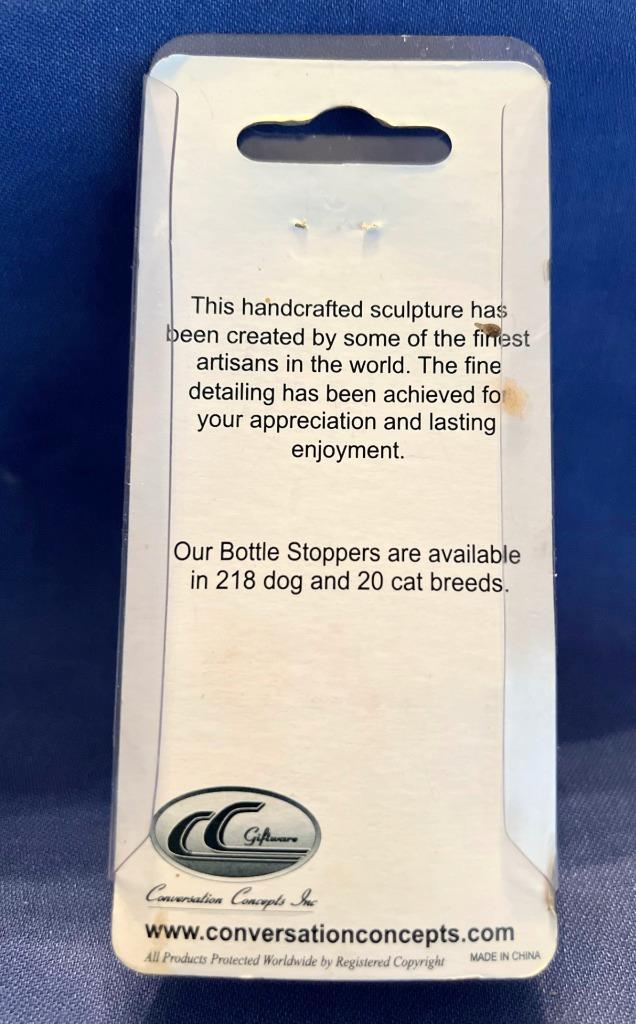 This handcrafted sculpture has
been created by some of the finest
artisans in the world. The fine
detailing has been achieved for
your appreciation and lasting
enjoyment.
Our Bottle Stoppers are available
in 218 dog and 20 cat breeds.
CC Giftware
Conversation Concepts Inc
www.conversationconcepts.com
All Products Protected Worldwide by Registered Copyright MADE IN CHINA